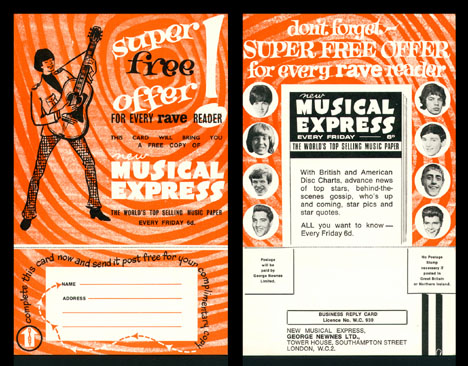 super
free
offer!
FOR EVERY rave READER
THIS CARD WILL BRING YOU
A FREE COPY OF
new
MUSICAL
EXPRESS
THE WORLD'S TOP SELLING MUSIC PAPER
EVERY FRIDAY 6d.
complete this card now and send it post free for your complimentary copy
NAME
ADDRESS
don't forget,~
SUPER FREE OFFER
for every rave reader
new
MUSICAL
EXPRESS
EVERY FRIDAY — 6D
THE WORLD'S TOP SELLING MUSIC PAPER
With British and American
Disc Charts, advance news
of top stars, behind-the-
scenes gossip, who's up
and coming, star pics and
star quotes.
ALL you want to know—
Every Friday 6d.
Postage
will be
paid by
George Newnes
Limited.
No Postage
Stamp
necessary if
posted in
Great Britain
or Northern Ireland.
BUSINESS REPLY CARD
Licence No. W.C. 930
NEW MUSICAL EXPRESS,
GEORGE NEWNES LTD.,
TOWER HOUSE, SOUTHAMPTON STREET
LONDON, W.C.2.